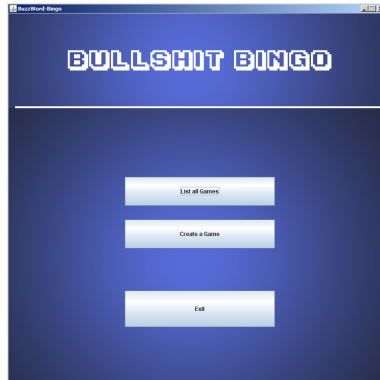 BuzzWord-Bingo
BULLSHIT BINGO
List all Games
Create a Game
Exit